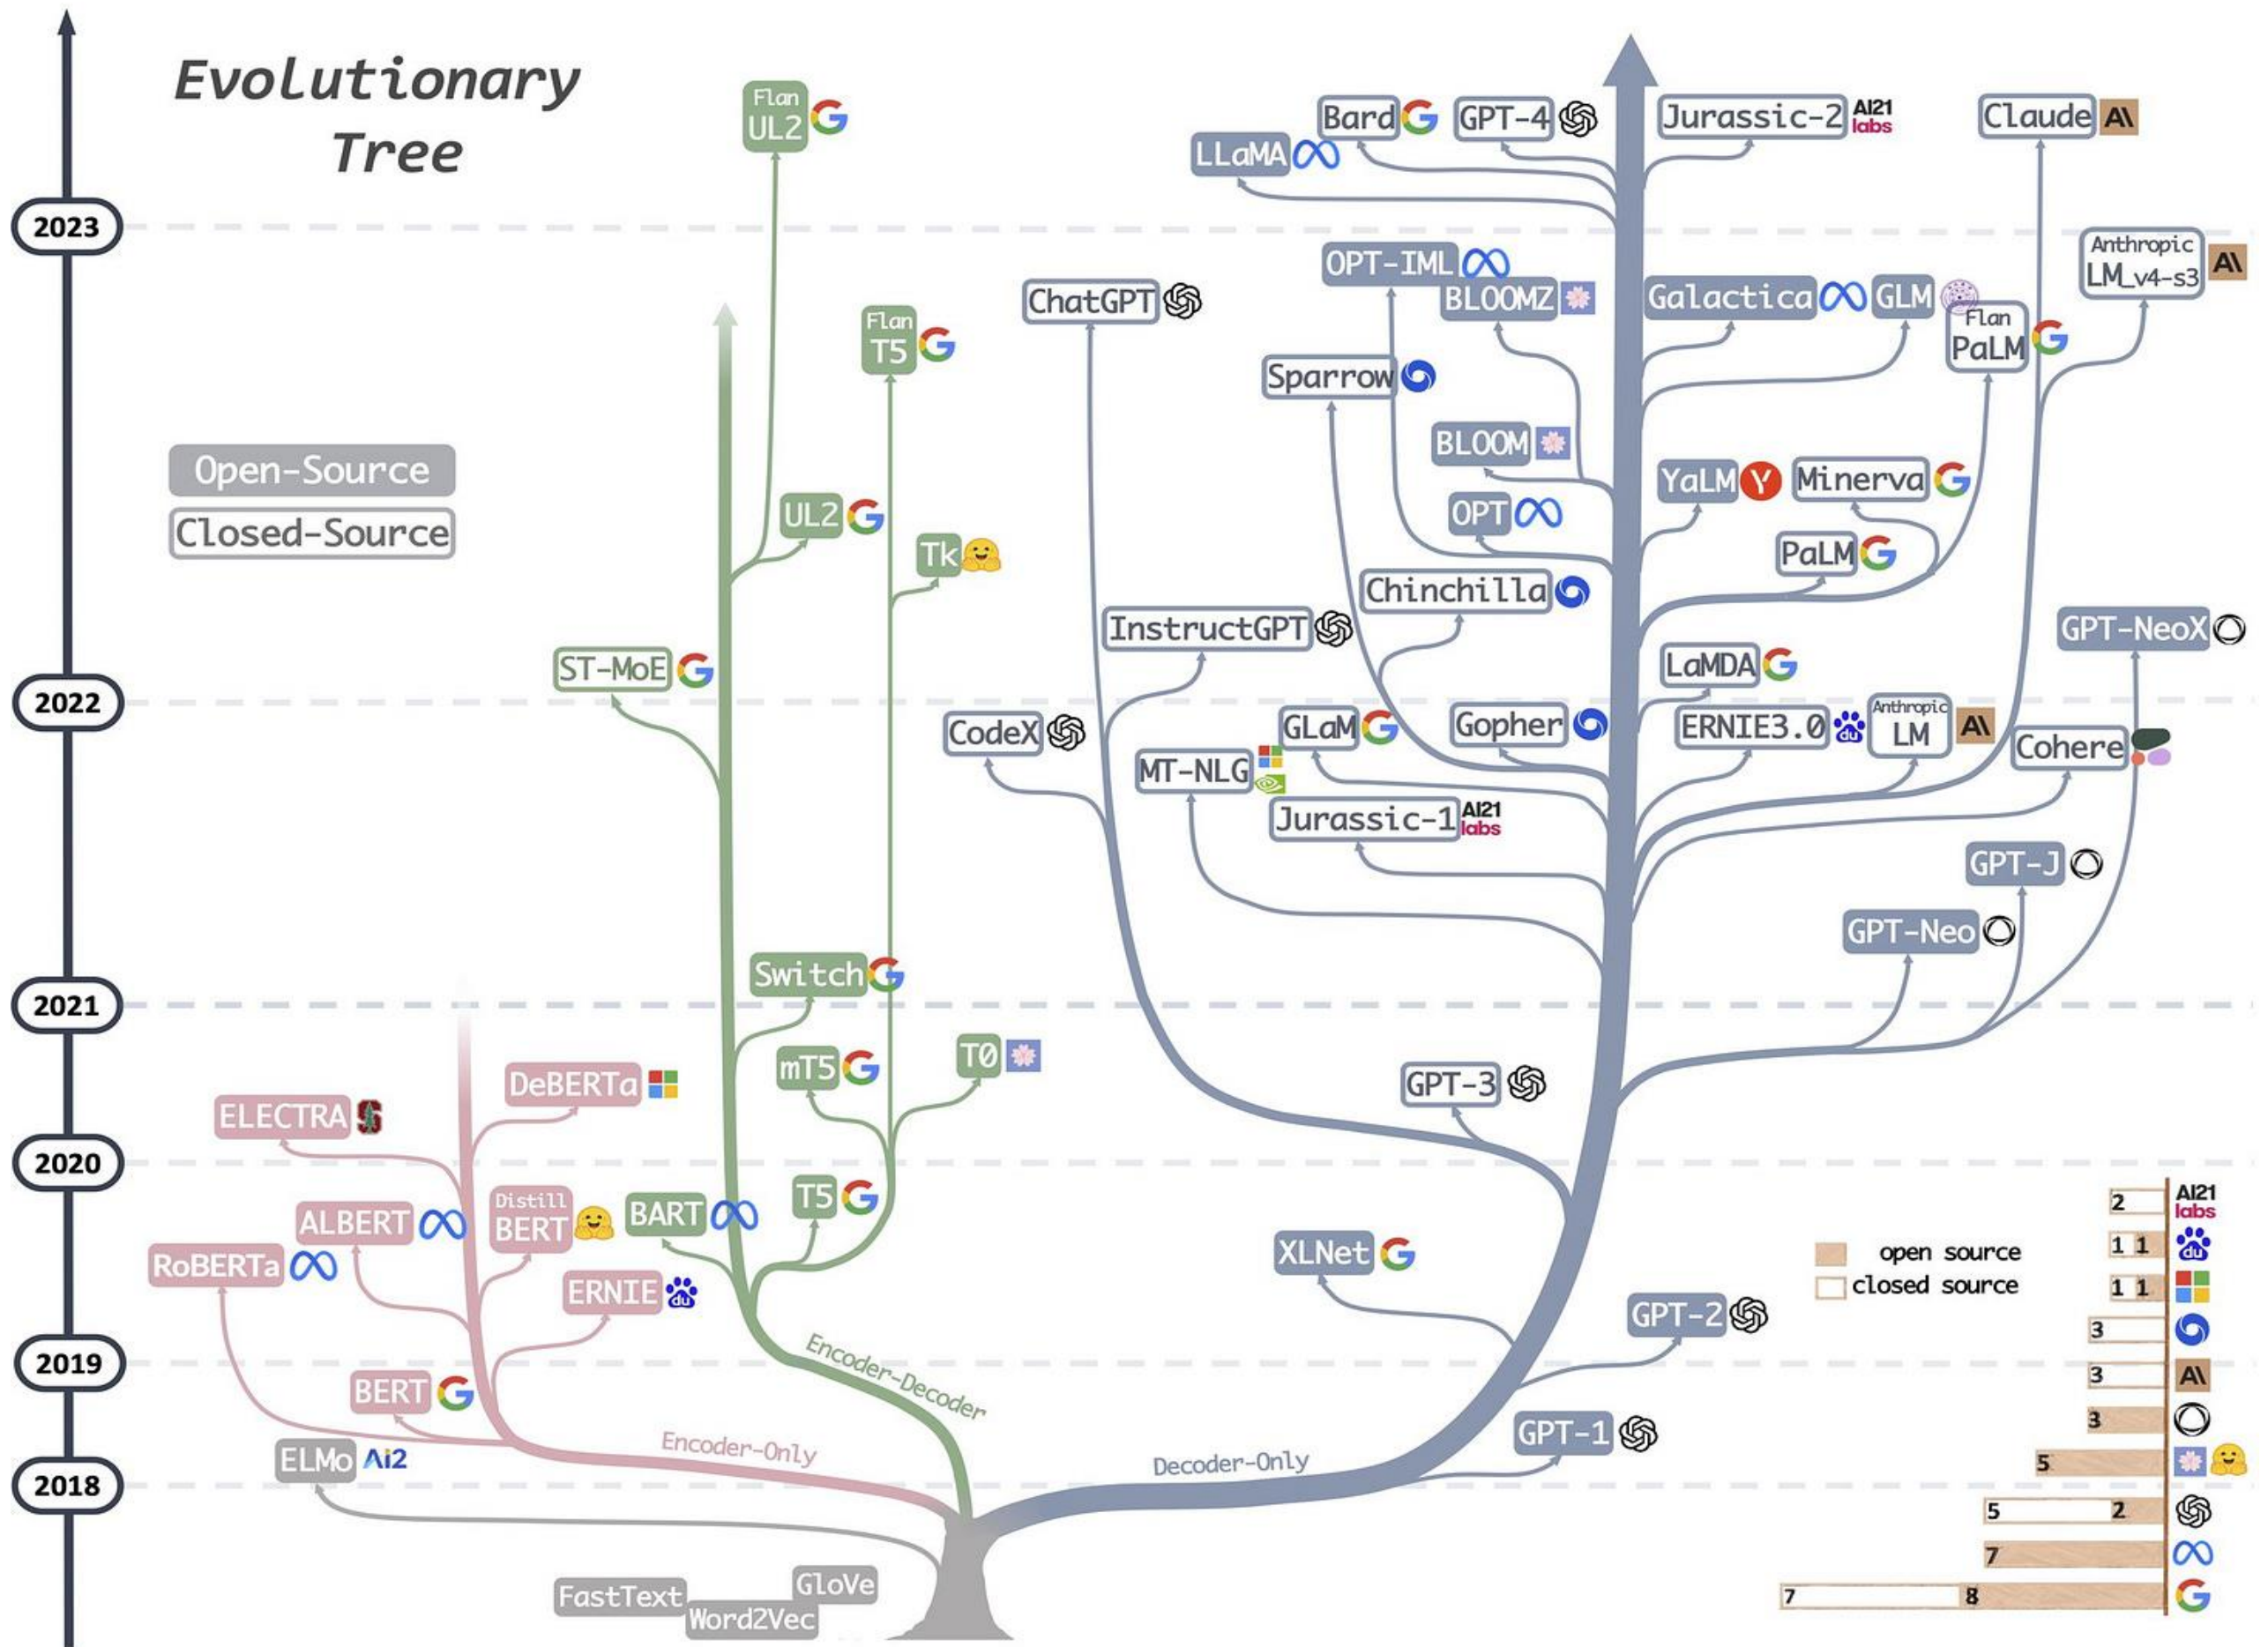 Evolutionary
Tree
2023
2022
2021
2020
2019
2018
Open-Source
Closed-Source
Flan
UL2
Bard
GPT-4
Jurassic-2
AI21
labs
Claude
A\
LLaMA
OPT-IML
BLOOMZ
Galactica
GLM
Anthropic
LM_v4-s3
A\
ChatGPT
Flan
T5
Flan
PaLM
Sparrow
BLOOM
YaLM
Y
Minerva
UL2
OPT
Tk
PaLM
Chinchilla
InstructGPT
GPT-NeoX
ST-MoE
LaMDA
CodeX
GLaM
Gopher
ERNIE3.0
du
Anthropic
LM
A\
Cohere
MT-NLG
Jurassic-1
AI21
labs
GPT-J
GPT-Neo
Switch
mT5
T0
DeBERTa
GPT-3
ELECTRA
S
T5
ALBERT
Distill
BERT
BART
RoBERTa
ERNIE
du
XLNet
GPT-2
BERT
Encoder-Decoder
Encoder-Only
Decoder-Only
GPT-1
ELMo
Ai2
FastText
Word2Vec
GloVe
open source
closed source
2
AI21
labs
1 1
du
1 1
3
3
A\
3
5
5 2
7
7 8